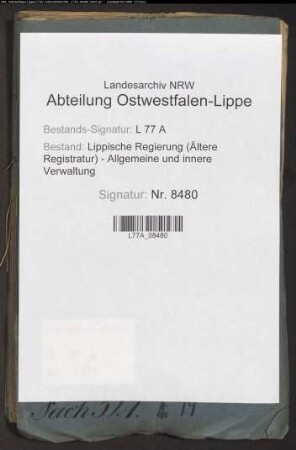 Landesarchiv NRW
Abteilung Ostwestfalen-Lippe
Bestands-Signatur: L 77 A
Bestand: Lippische Regierung (Ältere
Registratur) - Allgemeine und innere
Verwaltung
Signatur: Nr. 8480
L77A_08480